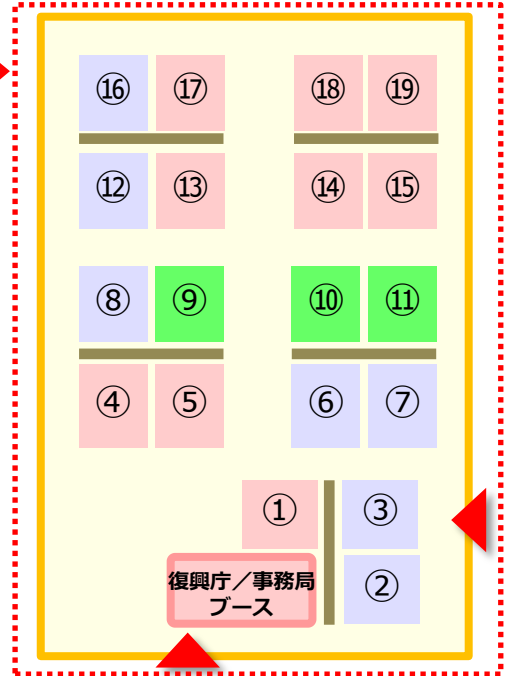 ⑯ ⑰ ⑱ ⑲
⑫ ⑬ ⑭ ⑮
⑧ ⑨ ⑩ ⑪
④ ⑤ ⑥ ⑦
① ③
復興庁／事務局
ブース
②